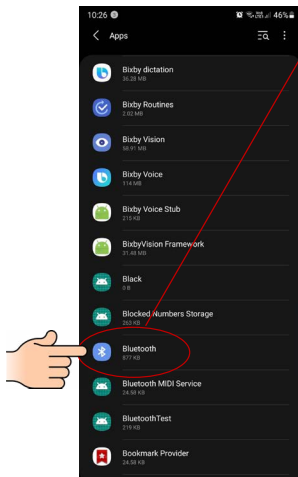 10:26 46%
Apps
Bixby dictation
36.28 MB
Bixby Routines
2.02 MB
Bixby Vision
98.91 MB
Bixby Voice
114 MB
Bixby Voice Stub
215 KB
BixbyVision Framework
31.48 MB
Black
0 B
Blocked Numbers Storage
253 KB
Bluetooth
877 KB
Bluetooth MIDI Service
24.58 KB
BluetoothTest
219 KB
Bookmark Provider
24.58 KB